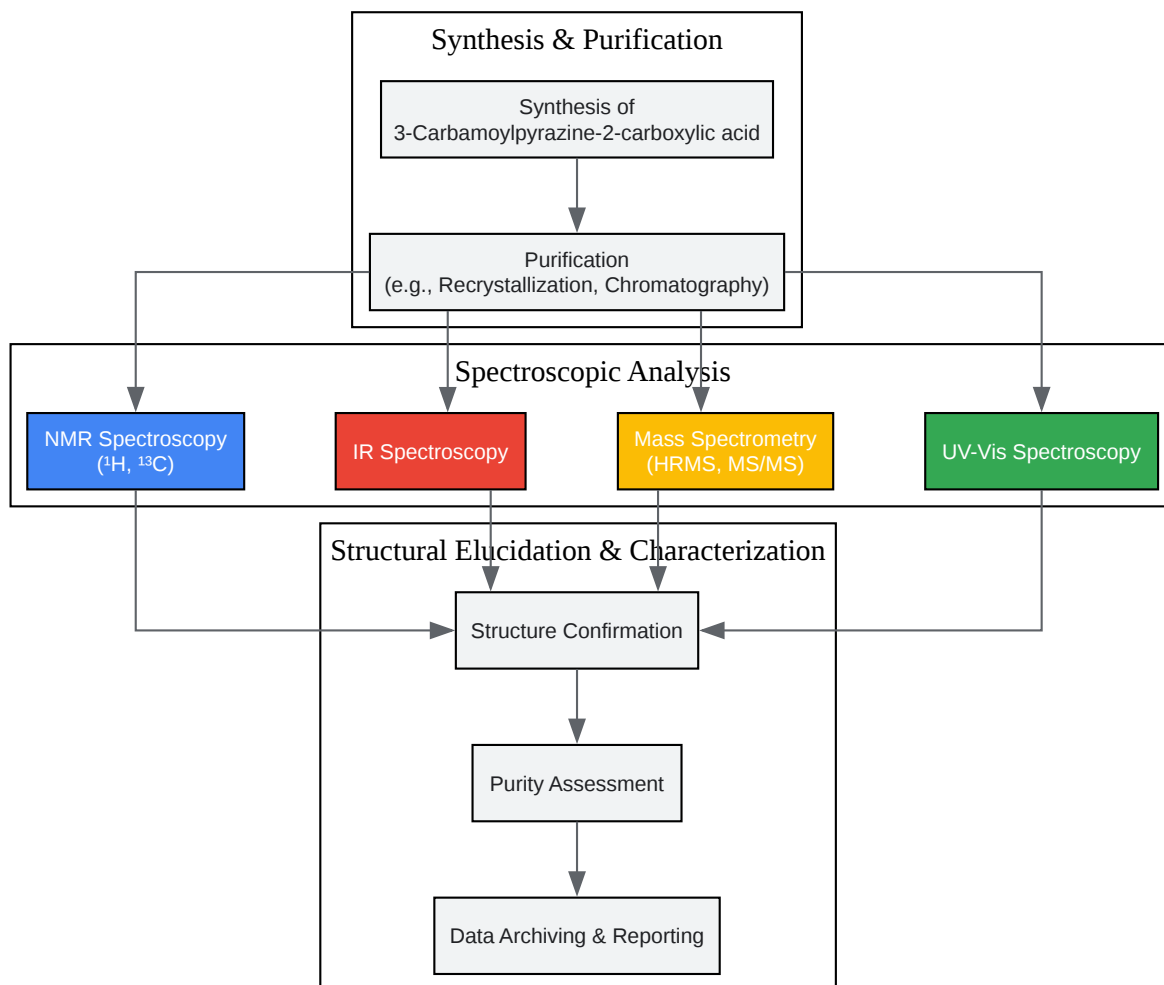 Synthesis & Purification
Synthesis of
3-Carbamoylpyrazine-2-carboxylic acid
Purification
(e.g., Recrystallization, Chromatography)
Spectroscopic Analysis
NMR Spectroscopy
(¹H, ¹³C)
IR Spectroscopy
Mass Spectrometry
(HRMS, MS/MS)
UV-Vis Spectroscopy
Structural Elucidation & Characterization
Structure Confirmation
Purity Assessment
Data Archiving & Reporting